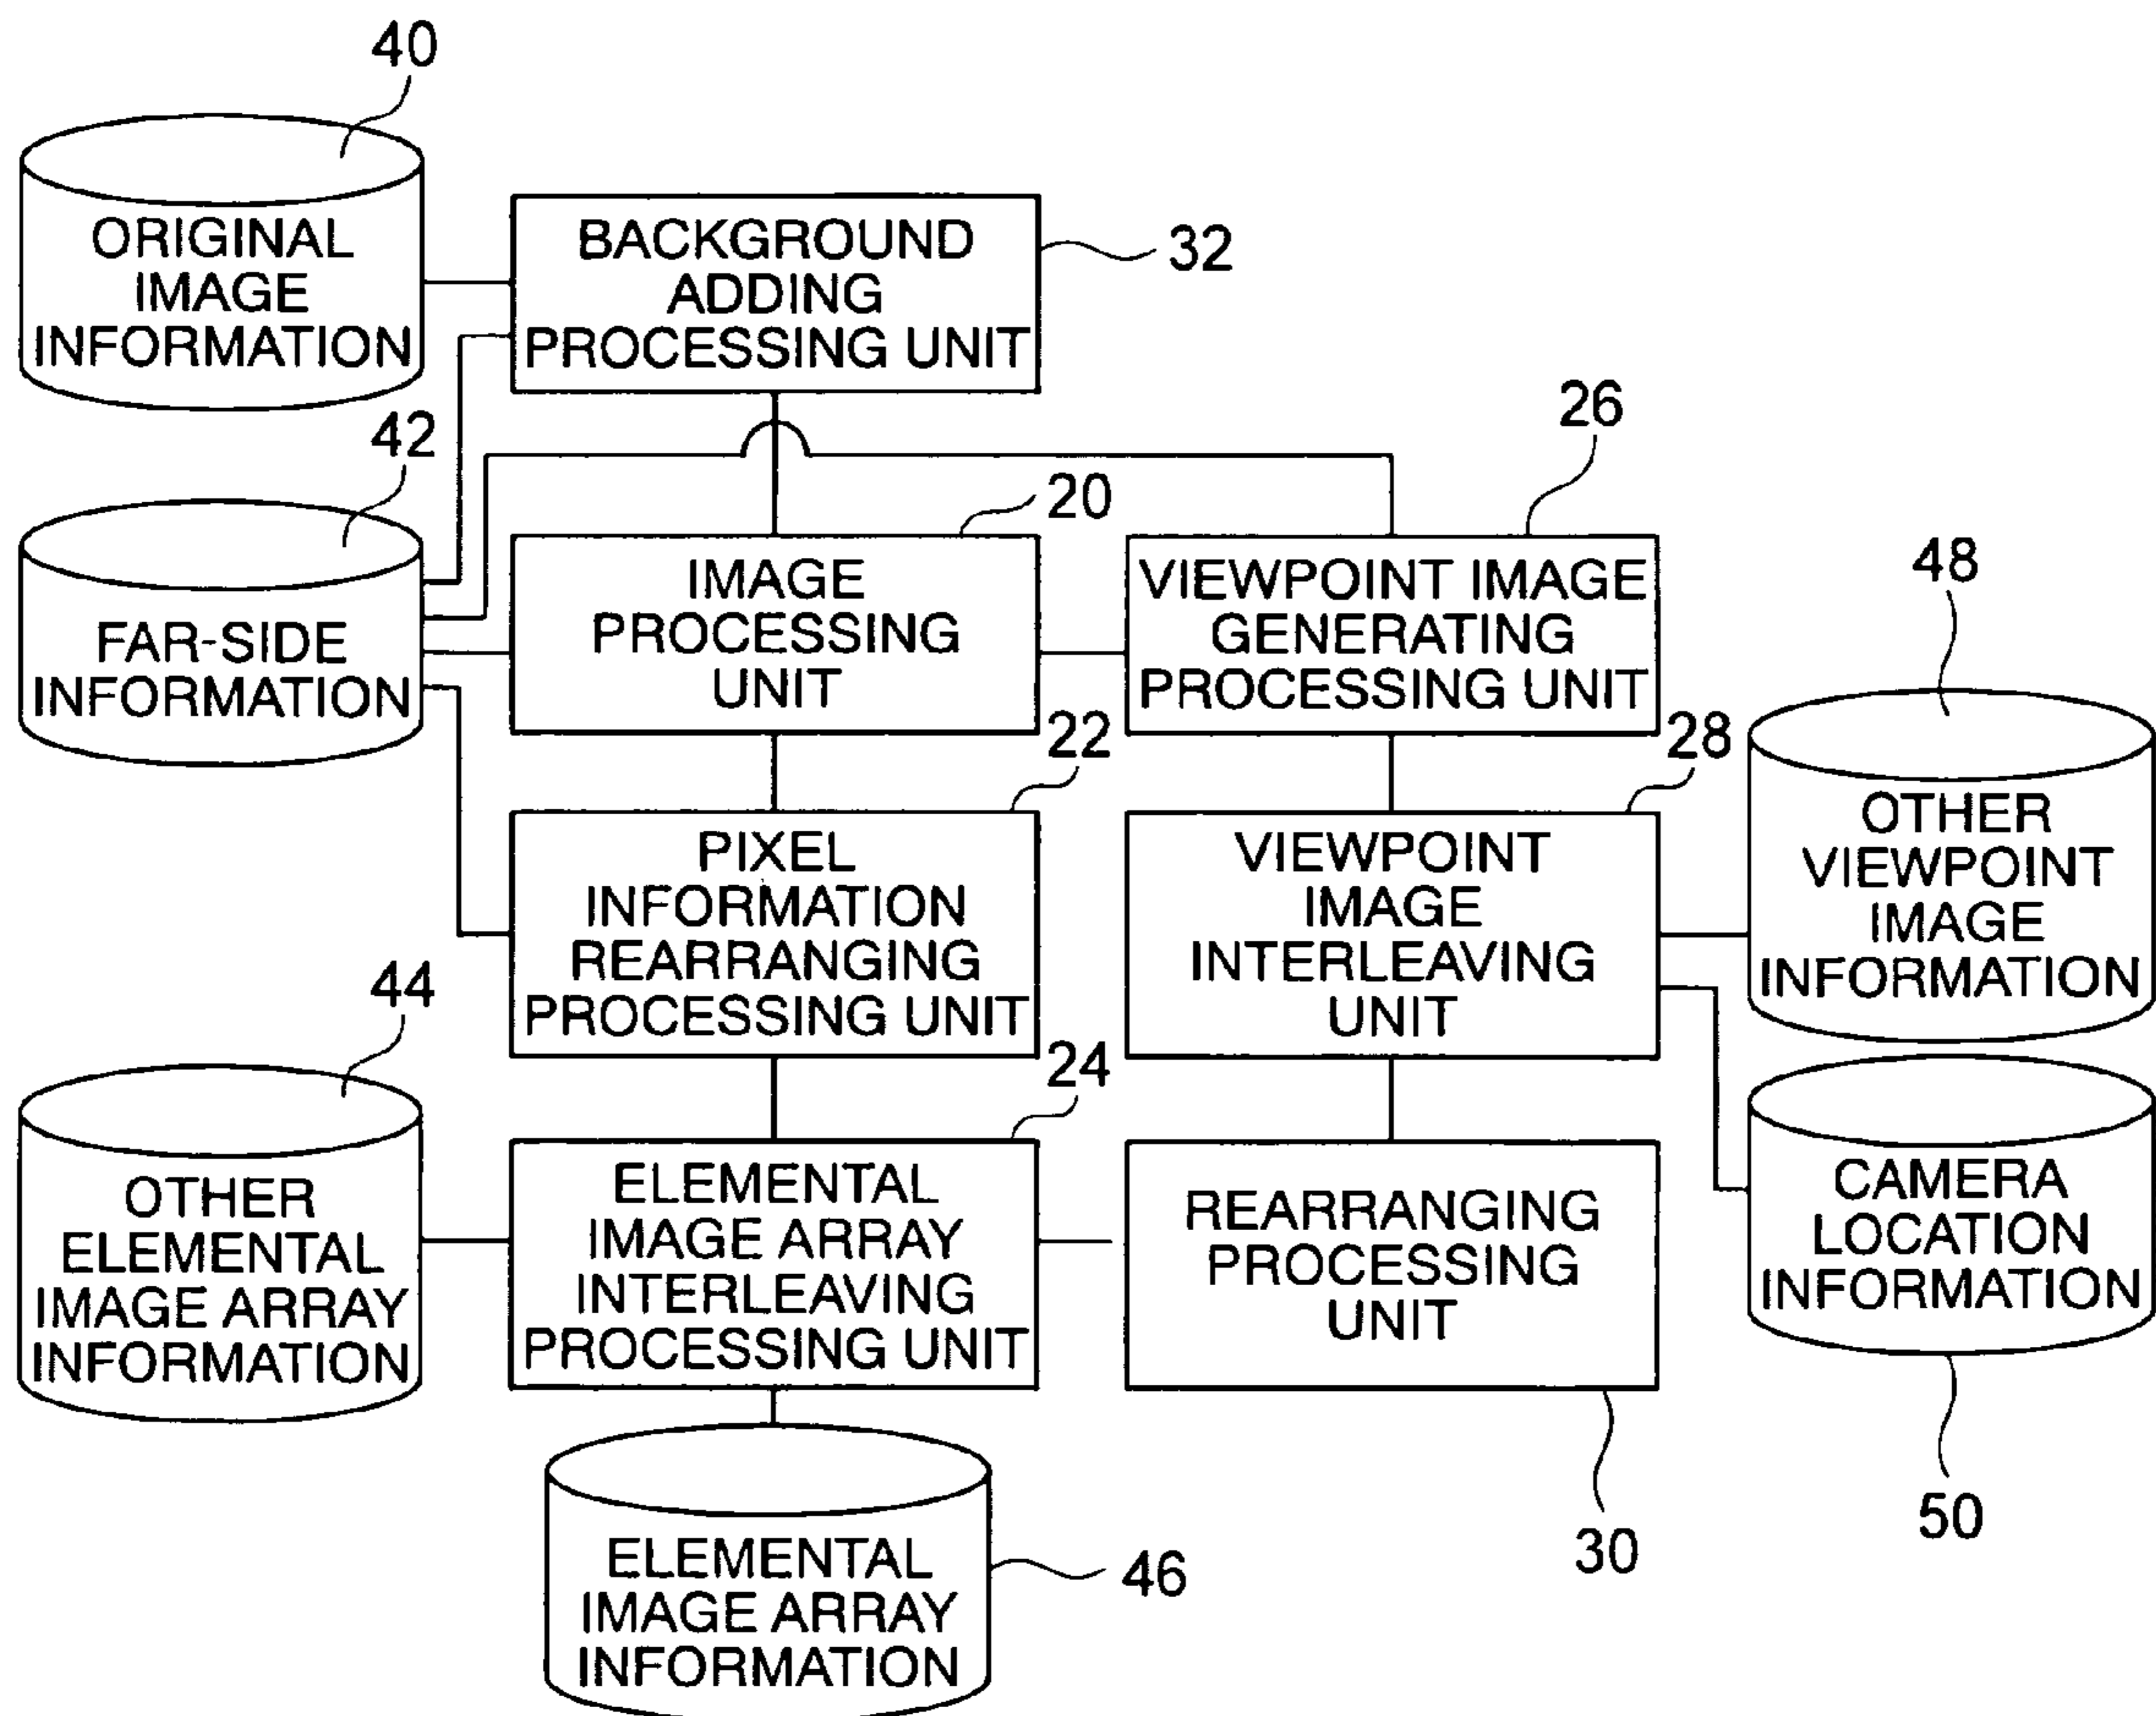 40
ORIGINAL
IMAGE
INFORMATION
BACKGROUND
ADDING
PROCESSING UNIT
32
42
FAR-SIDE
INFORMATION
20
IMAGE
PROCESSING
UNIT
26
VIEWPOINT IMAGE
GENERATING
PROCESSING UNIT
48
OTHER
VIEWPOINT
IMAGE
INFORMATION
22
PIXEL
INFORMATION
REARRANGING
PROCESSING UNIT
28
VIEWPOINT
IMAGE
INTERLEAVING
UNIT
44
OTHER
ELEMENTAL
IMAGE ARRAY
INFORMATION
24
ELEMENTAL
IMAGE ARRAY
INTERLEAVING
PROCESSING UNIT
REARRANGING
PROCESSING
UNIT
30
CAMERA
LOCATION
INFORMATION
50
ELEMENTAL
IMAGE ARRAY
INFORMATION
46